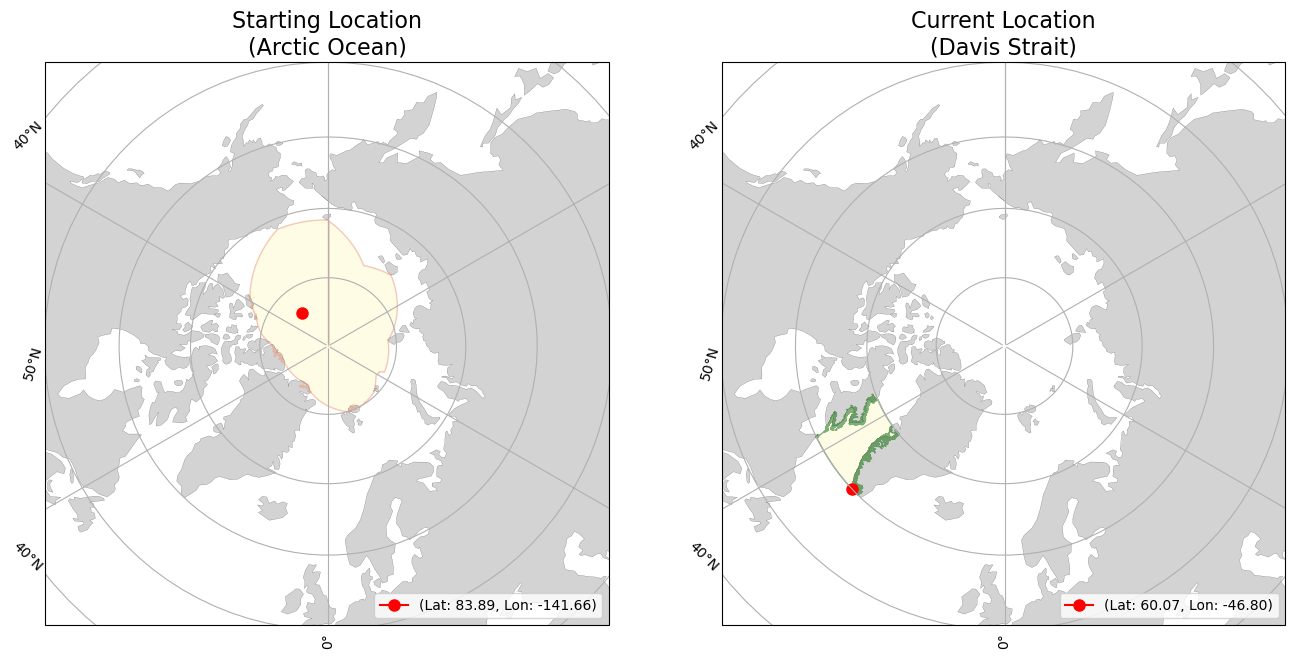 Starting Location
(Arctic Ocean)
40°N
50°N
40°N
0°
(Lat: 83.89, Lon: -141.66)
Current Location
(Davis Strait)
40°N
50°N
40°N
0°
(Lat: 60.07, Lon: -46.80)